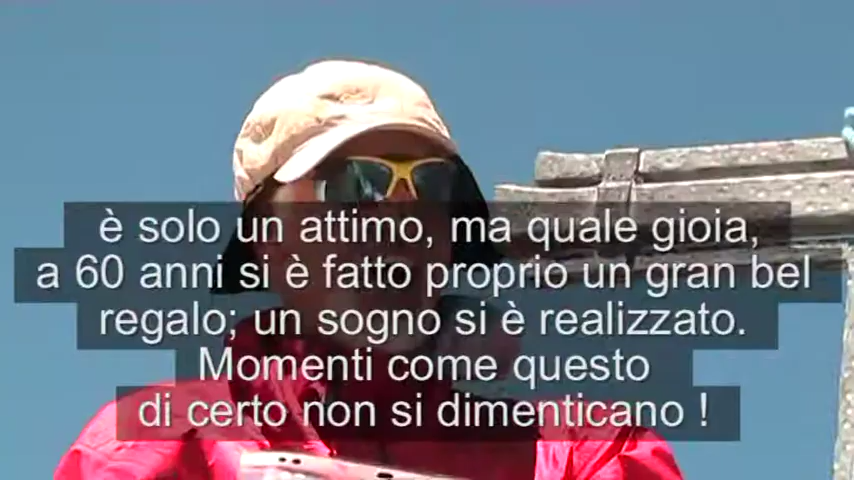 è solo un attimo, ma quale gioia,
a 60 anni si è fatto proprio un gran bel
regalo; un sogno si è realizzato.
Momenti come questo
di certo non si dimenticano !